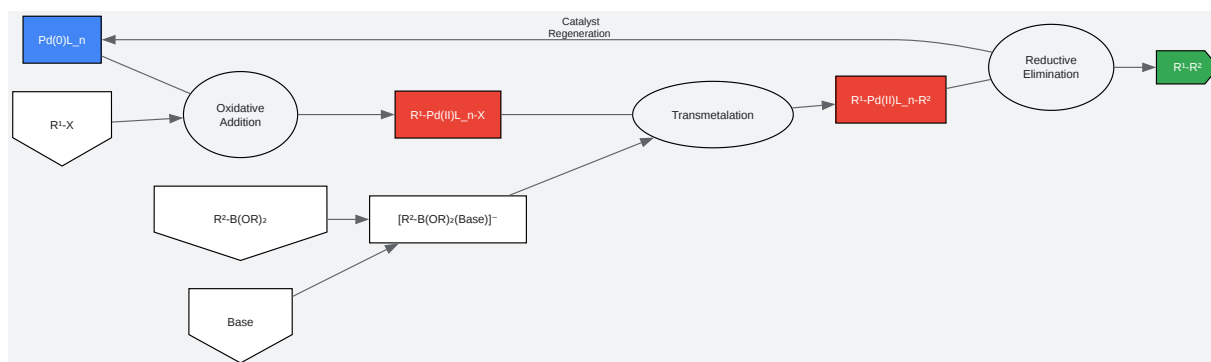 Catalyst
Regeneration
Pd(0)L_n
Reductive
Elimination
R¹-R²
Oxidative
Addition
R¹-X
R¹-Pd(II)L_n-X
Transmetalation
R¹-Pd(II)L_n-R²
R²-B(OR)₂
[R²-B(OR)₂(Base)]⁻
Base